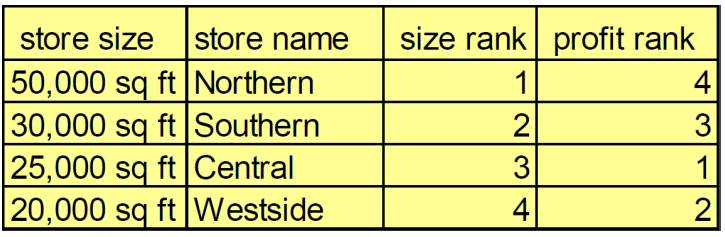 store size store name size rank profit rank
50,000 sq ft Northern 1 4
30,000 sq ft Southern 2 3
25,000 sq ft Central 3 1
20,000 sq ft Westside 4 2